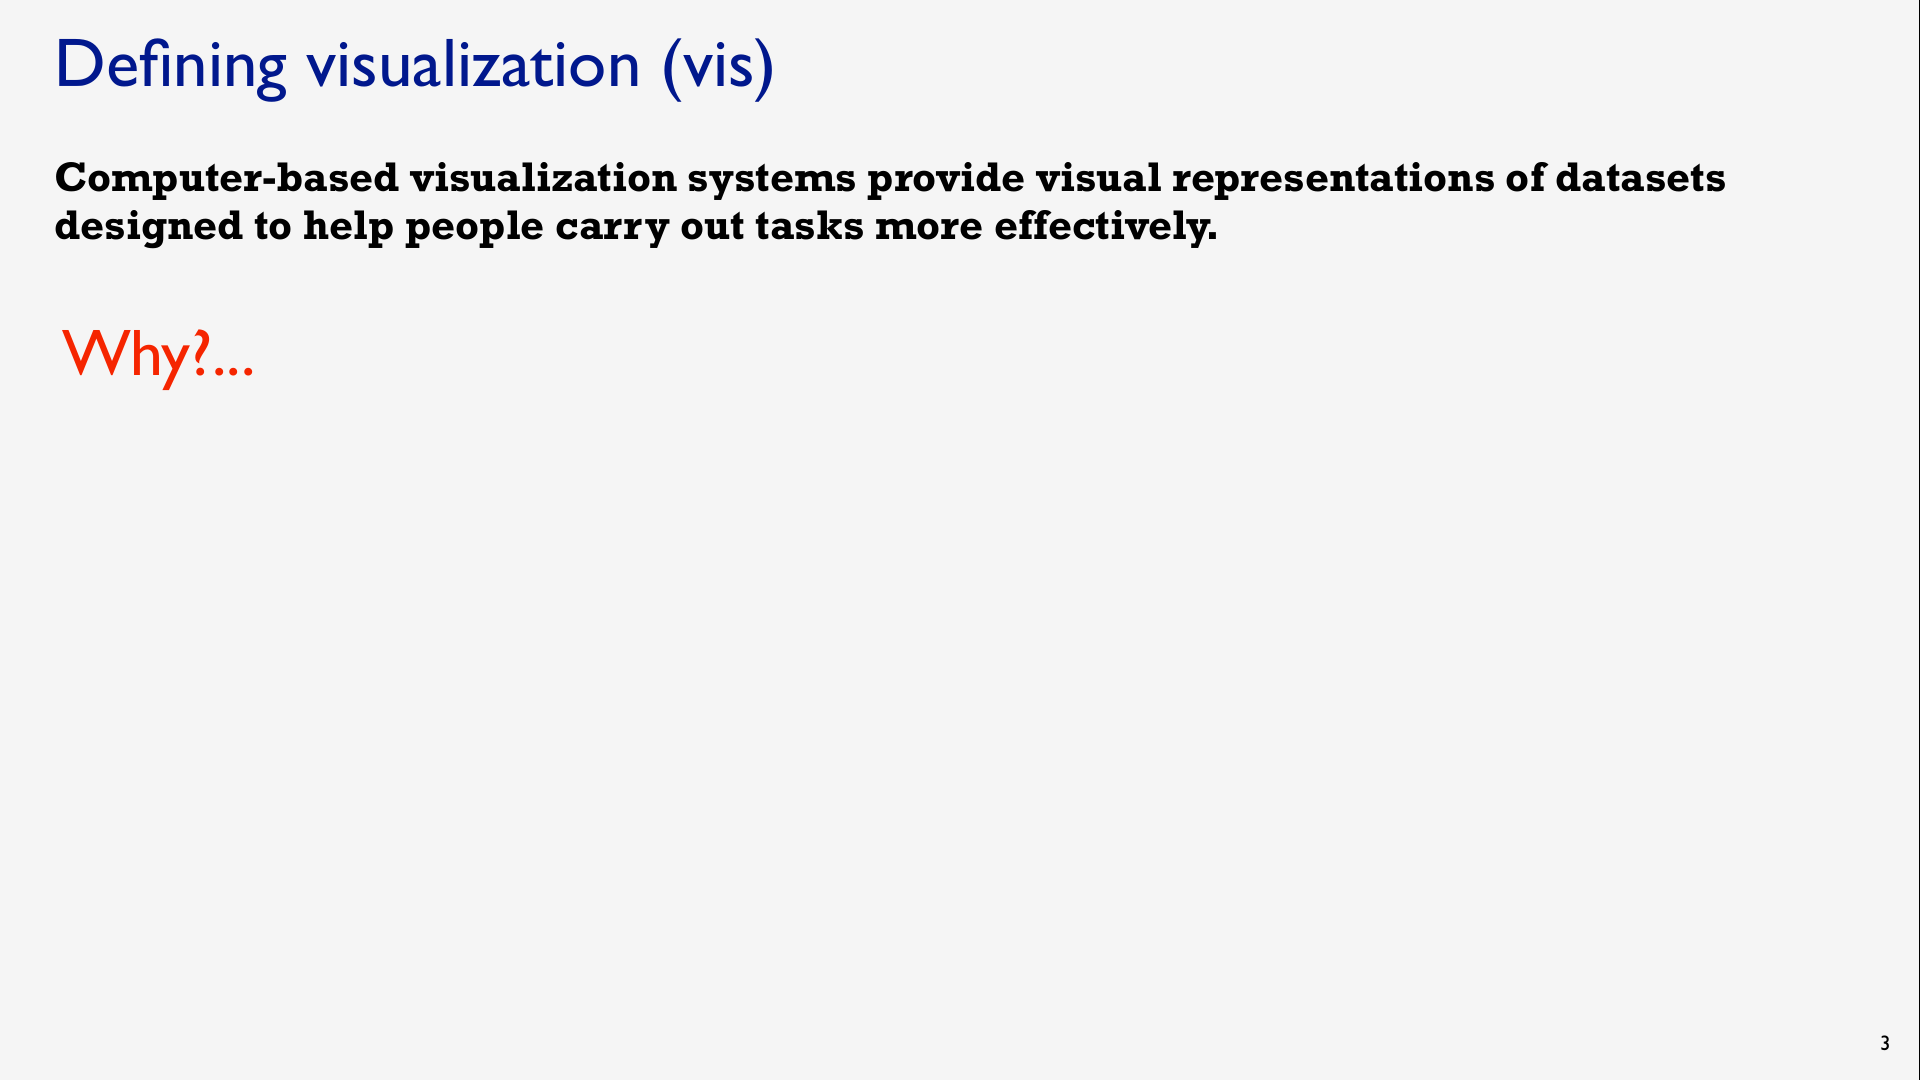 Defining visualization (vis)
Computer-based visualization systems provide visual representations of datasets
designed to help people carry out tasks more effectively.
Why?...
3